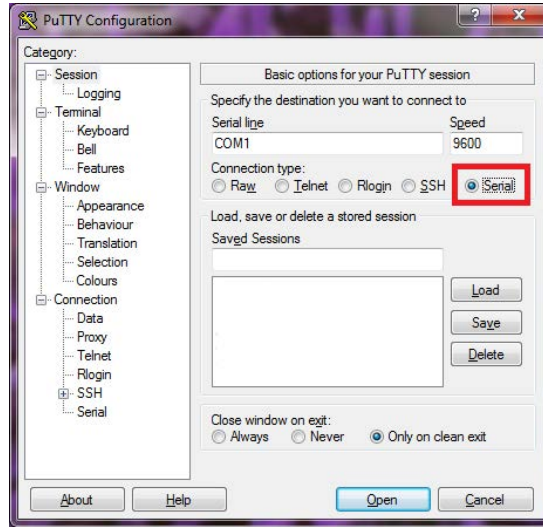 PuTTY Configuration
?
X
Category:
Session
Logging
Terminal
Keyboard
Bell
Features
Window
Appearance
Behaviour
Translation
Selection
Colours
Connection
Data
Proxy
Telnet
Rlogin
SSH
Serial
Basic options for your PuTTY session
Specify the destination you want to connect to
Serial line Speed
COM1 9600
Connection type:
Raw Telnet Rlogin SSH Serial
Load, save or delete a stored session
Saved Sessions
Load
Save
Delete
Close window on exit:
Always Never Only on clean exit
About Help Open Cancel